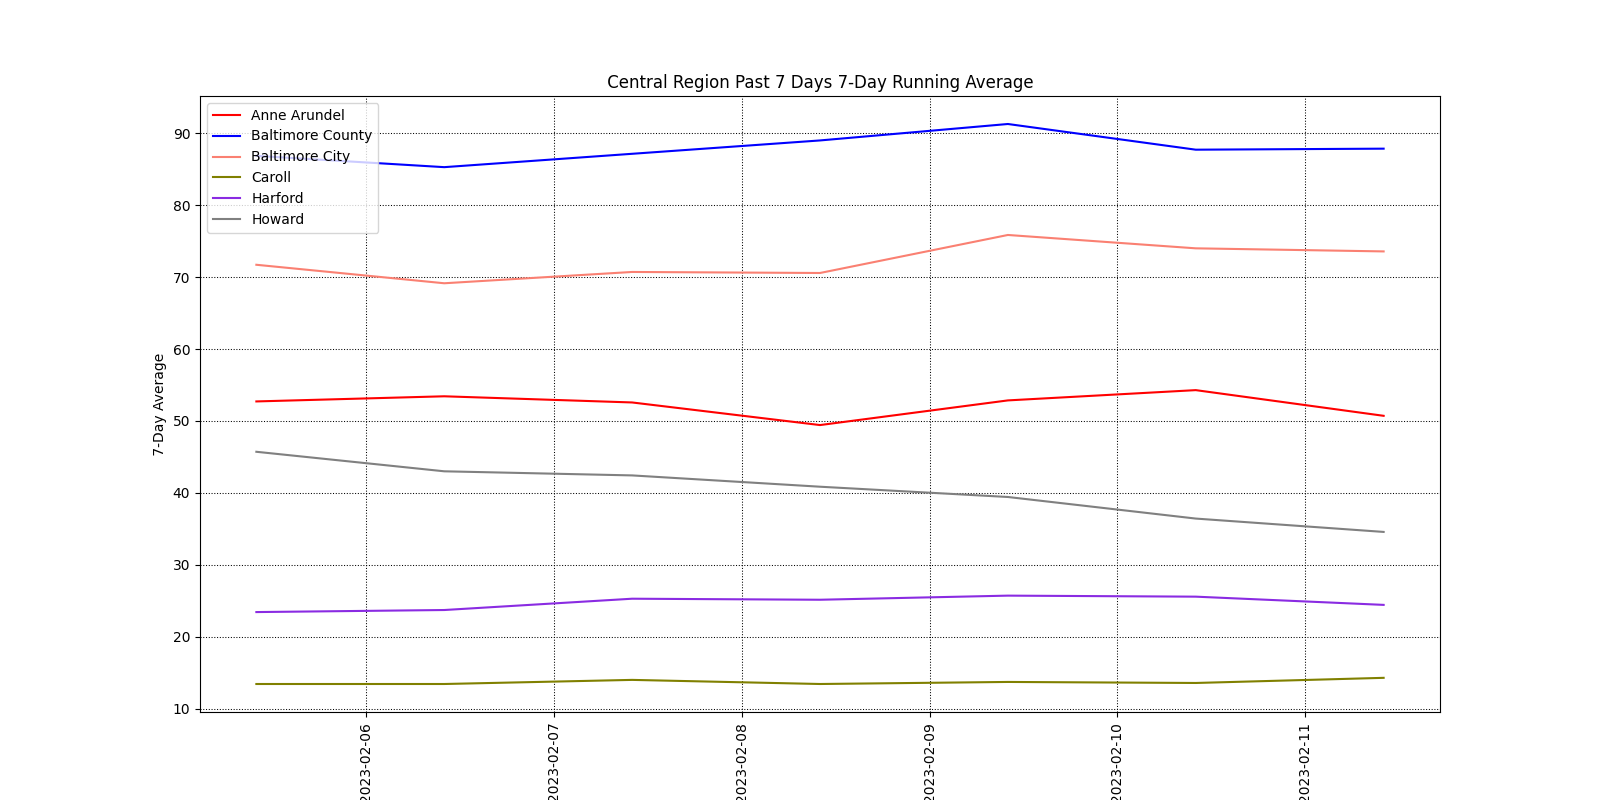 Central Region Past 7 Days 7-Day Running Average
Anne Arundel
Baltimore County
Baltimore City
Caroll
Harford
Howard
90
80
70
60
50
40
30
20
10
7-Day Average
2023-02-06
2023-02-07
2023-02-08
2023-02-09
2023-02-10
2023-02-11